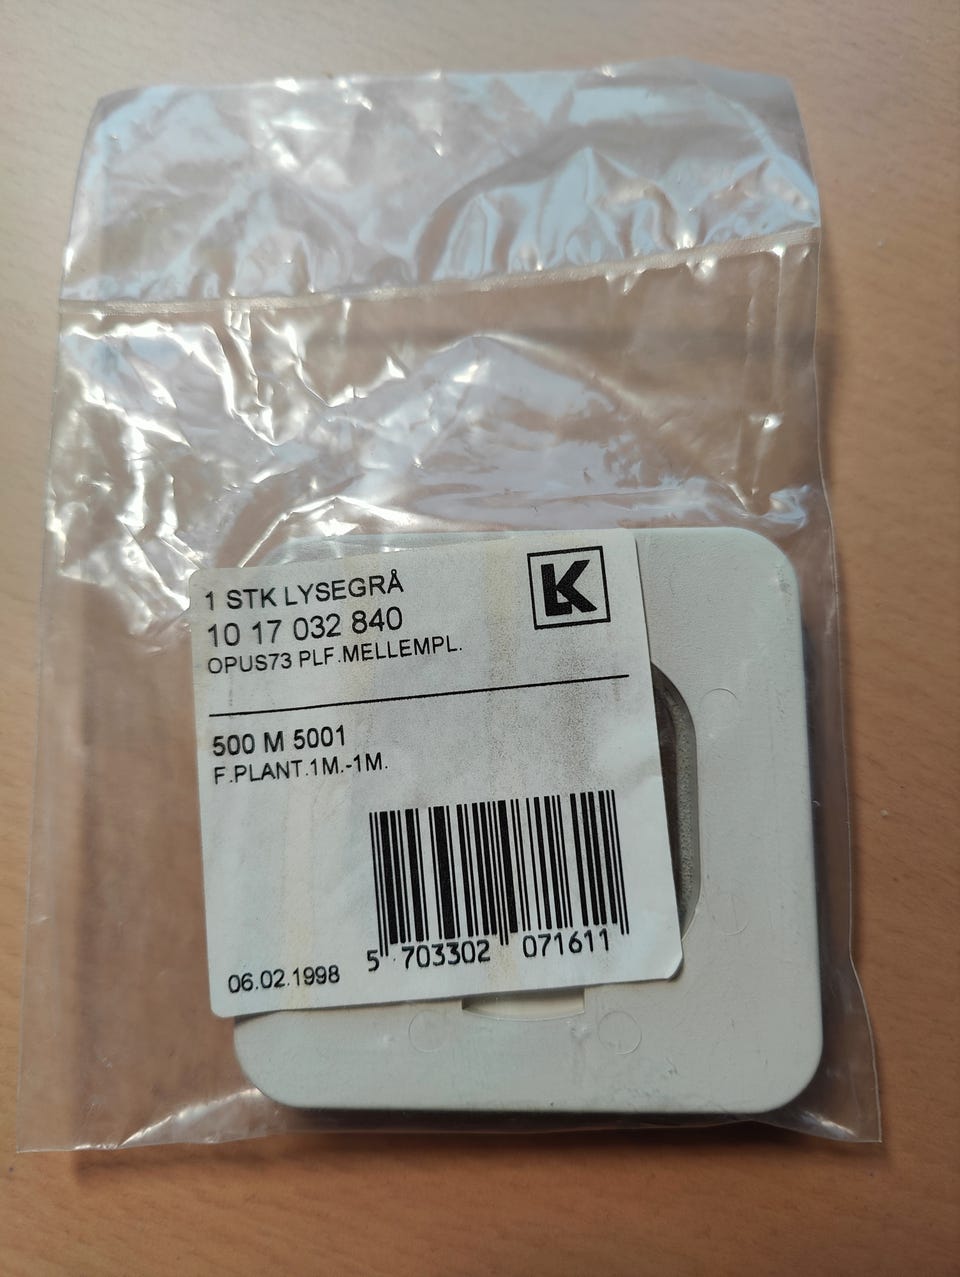 1 STK LYSEGRÅ
10 17 032 840
OPUS73 PLF.MELLEMPL.
LK
500 M 5001
F.PLANT.1M.-1M.
5 703302 071611
06.02.1998